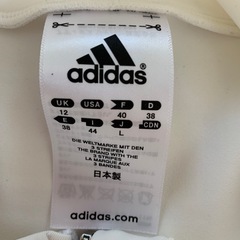 adidas
UK USA F D
12 S 40 38
E I J CDN
38 44 L
DIE WELTMARKE MIT DEN
3 STREIFEN
THE BRAND WITH THE
3 STRIPES
LA MARQUE AUX
3 BANDES
日本製
adidas.com